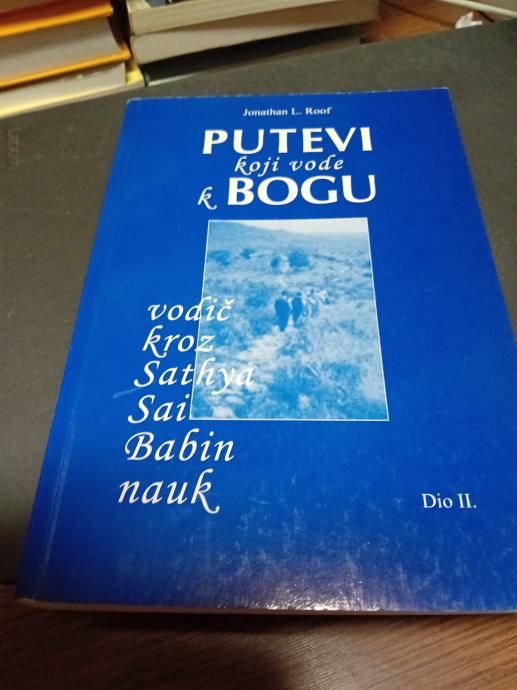 Jonathan L. Roof
PUTEVI
koji vode
k BOGU
vodič
kroz
Sathya
Sai
Babin
nauk
Dio II.